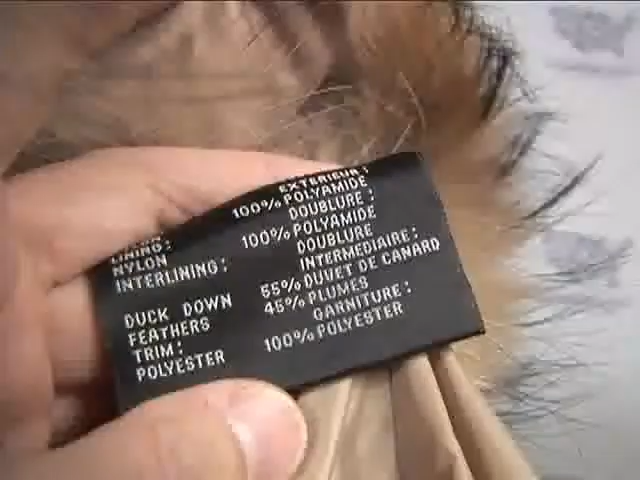 EXTERIEUR:
100% POLYAMIDE
DOUBLURE:
LINING: 100% POLYAMIDE
NYLON DOUBLURE
INTERLINING: INTERMEDIAIRE:
55% DUVET DE CANARD
DUCK DOWN 45% PLUMES
FEATHERS GARNITURE:
TRIM: 100% POLYESTER
POLYESTER